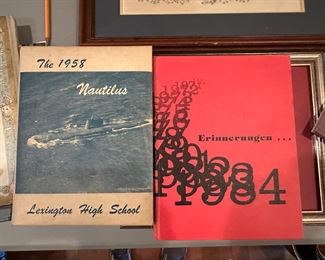 The 1958
Nautilus
Lexington High School
Erinnerungen . . .
1984